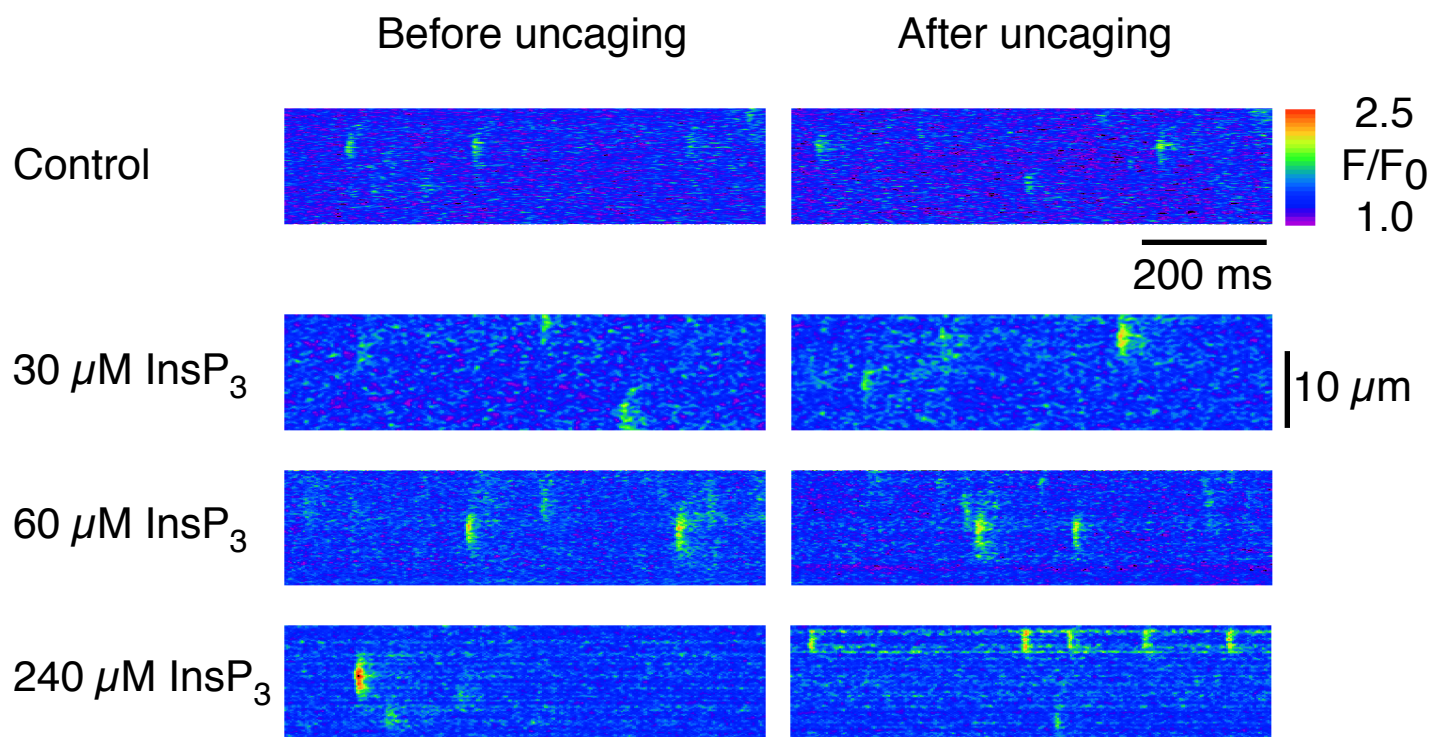 Before uncaging
After uncaging
Control
2.5
F/F0
1.0
200 ms
30 µM InsP3
10 µm
60 µM InsP3
240 µM InsP3